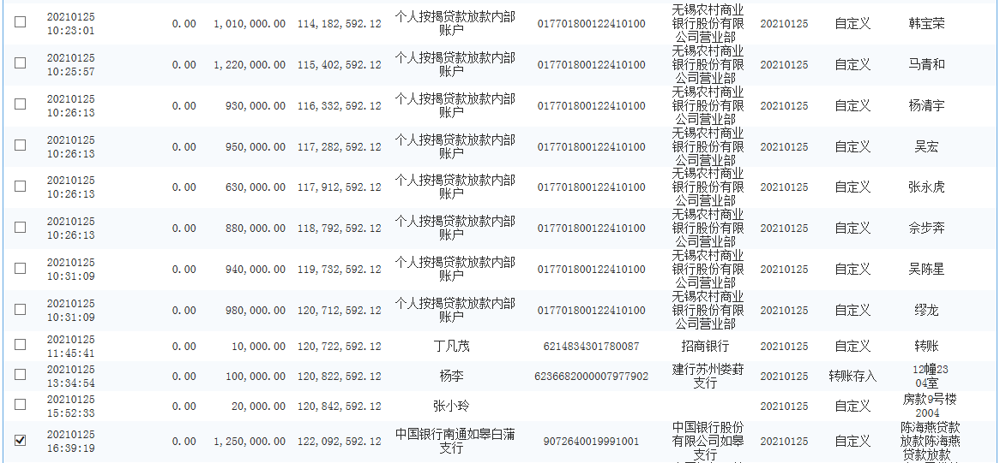 20210125 10:23:01 0.00 1,010,000.00 114,182,592.12 个人按揭贷款放款内部账户 017701800122410100 无锡农村商业银行股份有限公司营业部 20210125 自定义 韩宝荣
20210125 10:25:57 0.00 1,220,000.00 115,402,592.12 个人按揭贷款放款内部账户 017701800122410100 无锡农村商业银行股份有限公司营业部 20210125 自定义 马青和
20210125 10:26:13 0.00 930,000.00 116,332,592.12 个人按揭贷款放款内部账户 017701800122410100 无锡农村商业银行股份有限公司营业部 20210125 自定义 杨清宇
20210125 10:26:13 0.00 950,000.00 117,282,592.12 个人按揭贷款放款内部账户 017701800122410100 无锡农村商业银行股份有限公司营业部 20210125 自定义 吴宏
20210125 10:26:13 0.00 630,000.00 117,912,592.12 个人按揭贷款放款内部账户 017701800122410100 无锡农村商业银行股份有限公司营业部 20210125 自定义 张永虎
20210125 10:26:13 0.00 880,000.00 118,792,592.12 个人按揭贷款放款内部账户 017701800122410100 无锡农村商业银行股份有限公司营业部 20210125 自定义 佘步奔
20210125 10:31:09 0.00 940,000.00 119,732,592.12 个人按揭贷款放款内部账户 017701800122410100 无锡农村商业银行股份有限公司营业部 20210125 自定义 吴陈星
20210125 10:31:09 0.00 980,000.00 120,712,592.12 个人按揭贷款放款内部账户 017701800122410100 无锡农村商业银行股份有限公司营业部 20210125 自定义 缪龙
20210125 11:45:41 0.00 10,000.00 120,722,592.12 丁凡茂 6214834301780087 招商银行 20210125 自定义 转账
20210125 13:34:54 0.00 100,000.00 120,822,592.12 杨李 6236682000007977902 建行苏州娄葑支行 20210125 转账存入 12幢2304室
20210125 15:52:33 0.00 20,000.00 120,842,592.12 张小玲 20210125 自定义 房款9号楼2004
20210125 16:39:19 0.00 1,250,000.00 122,092,592.12 中国银行南通如皋白蒲支行 9072640019991001 中国银行股份有限公司如皋支行 20210125 自定义 陈海燕贷款放款陈海燕贷款放款